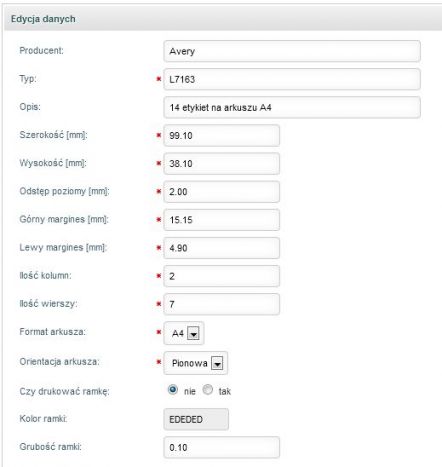 Edycja danych
Producent: Avery
Typ: * L7163
Opis: 14 etykiet na arkuszu A4
Szerokość [mm]: * 99.10
Wysokość [mm]: * 38.10
Odstęp poziomy [mm]: * 2.00
Górny margines [mm]: * 15.15
Lewy margines [mm]: * 4.90
Ilość kolumn: * 2
Ilość wierszy: * 7
Format arkusza: * A4
Orientacja arkusza: * Pionowa
Czy drukować ramkę: nie tak
Kolor ramki: EDEDED
Grubość ramki: 0.10